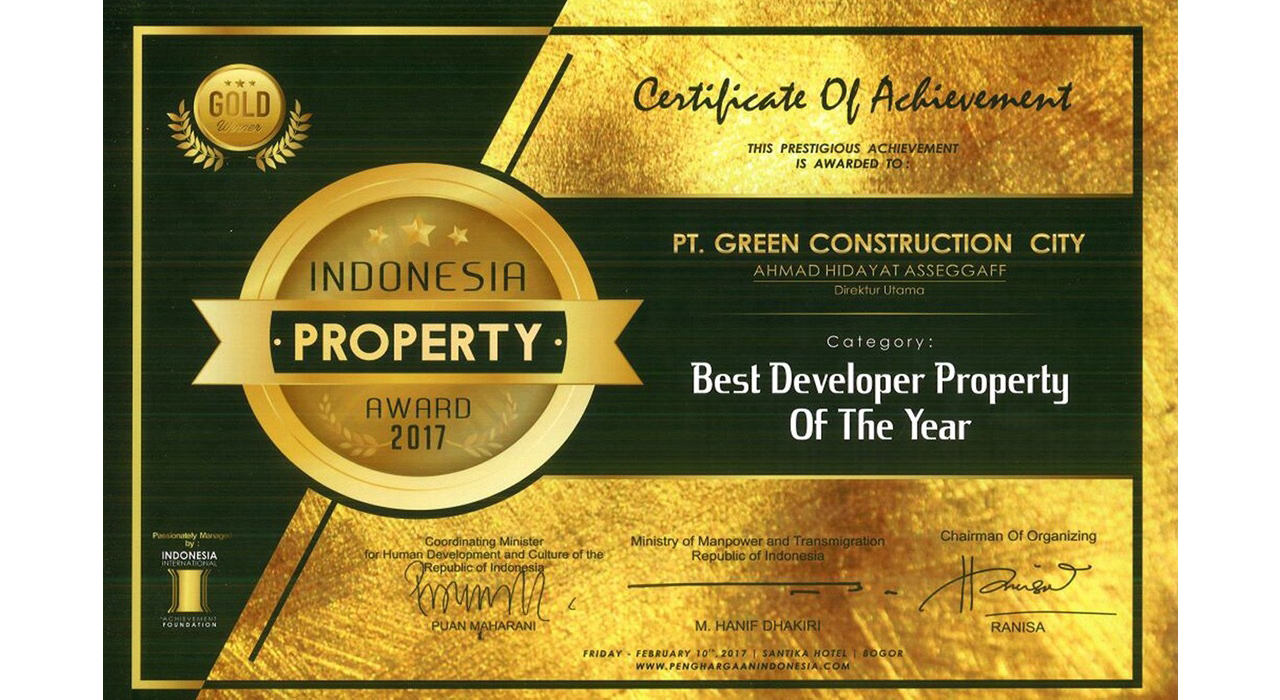 GOLD
Winner
INDONESIA
• PROPERTY •
AWARD
2017
Certificate Of Achievement
THIS PRESTIGIOUS ACHIEVEMENT
IS AWARDED TO :
PT. GREEN CONSTRUCTION CITY
AHMAD HIDAYAT ASSEGGAFF
Direktur Utama
Category:
Best Developer Property
Of The Year
Passionately Managed
by :
INDONESIA
INTERNATIONAL
ACHIEVEMENT
FOUNDATION
Coordinating Minister
for Human Development and Culture of the
Republic of Indonesia
PUAN MAHARANI
Ministry of Manpower and Transmigration
Republic of Indonesia
M. HANIF DHAKIRI
Chairman Of Organizing
Ranisa
RANISA
FRIDAY - FEBRUARY 10TH, 2017 | SANTIKA HOTEL | BOGOR
WWW.PENGHARGAANINDONESIA.COM